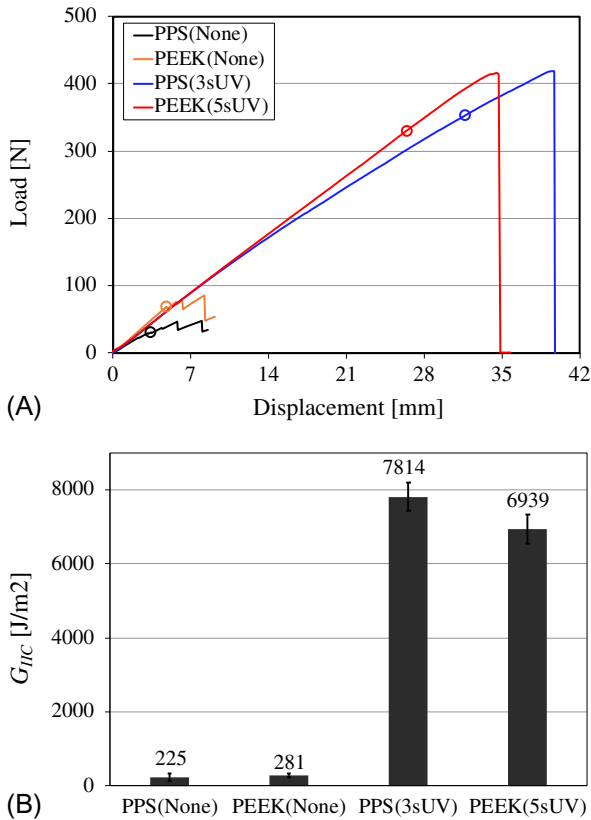 500
400
300
200
100
0
Load [N]
PPS(None)
PEEK(None)
PPS(3sUV)
PEEK(5sUV)
0 7 14 21 28 35 42
Displacement [mm]
(A)
8000
6000
4000
2000
0
G_IIC [J/m2]
225
281
7814
6939
PPS(None) PEEK(None) PPS(3sUV) PEEK(5sUV)
(B)